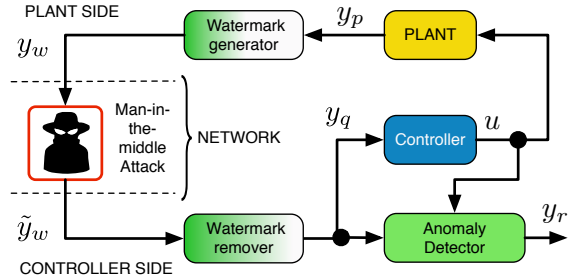 PLANT SIDE
y_w
Watermark
generator
y_p
PLANT
Man-in-
the-
middle
Attack
NETWORK
y_q
Controller
u
ỹ_w
Watermark
remover
Anomaly
Detector
y_r
CONTROLLER SIDE